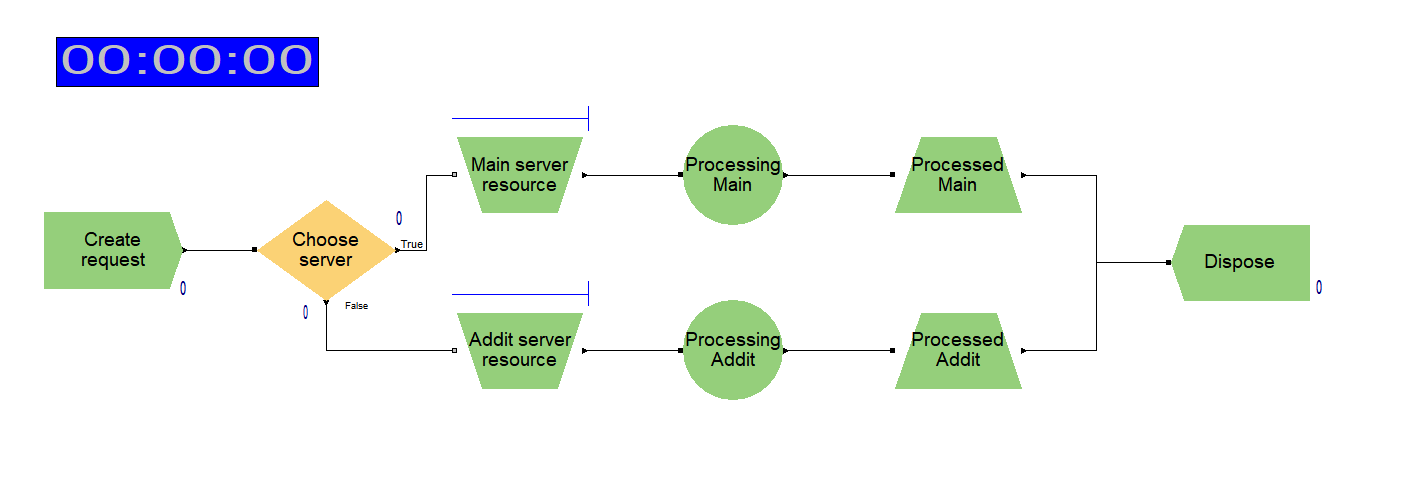 00:00:00
Create
request
0
Choose
server
0
True
0
False
Main server
resource
Processing
Main
Processed
Main
Addit server
resource
Processing
Addit
Processed
Addit
Dispose
0